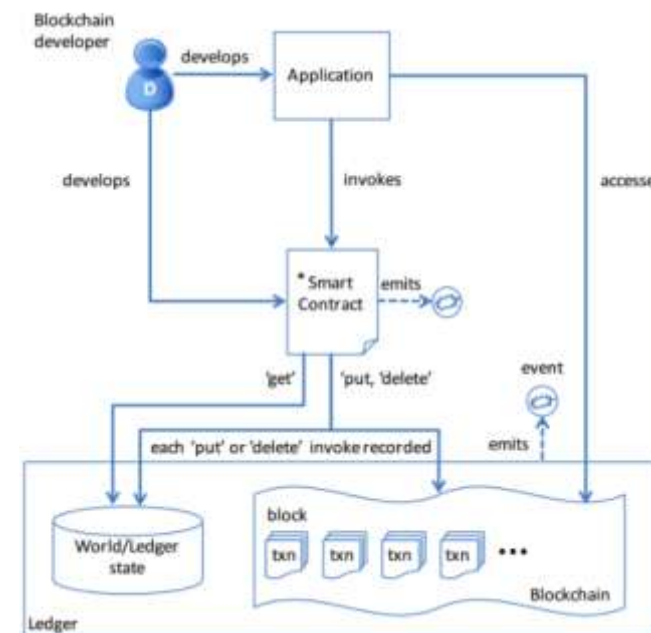 Blockchain
developer
develops
D
Application
develops
invokes
accesse
* Smart
Contract
emits
'get'
'put, 'delete'
event
each 'put' or 'delete' invoke recorded
emits
block
World/Ledger
state
txn
txn
txn
txn
•••
Blockchain
Ledger